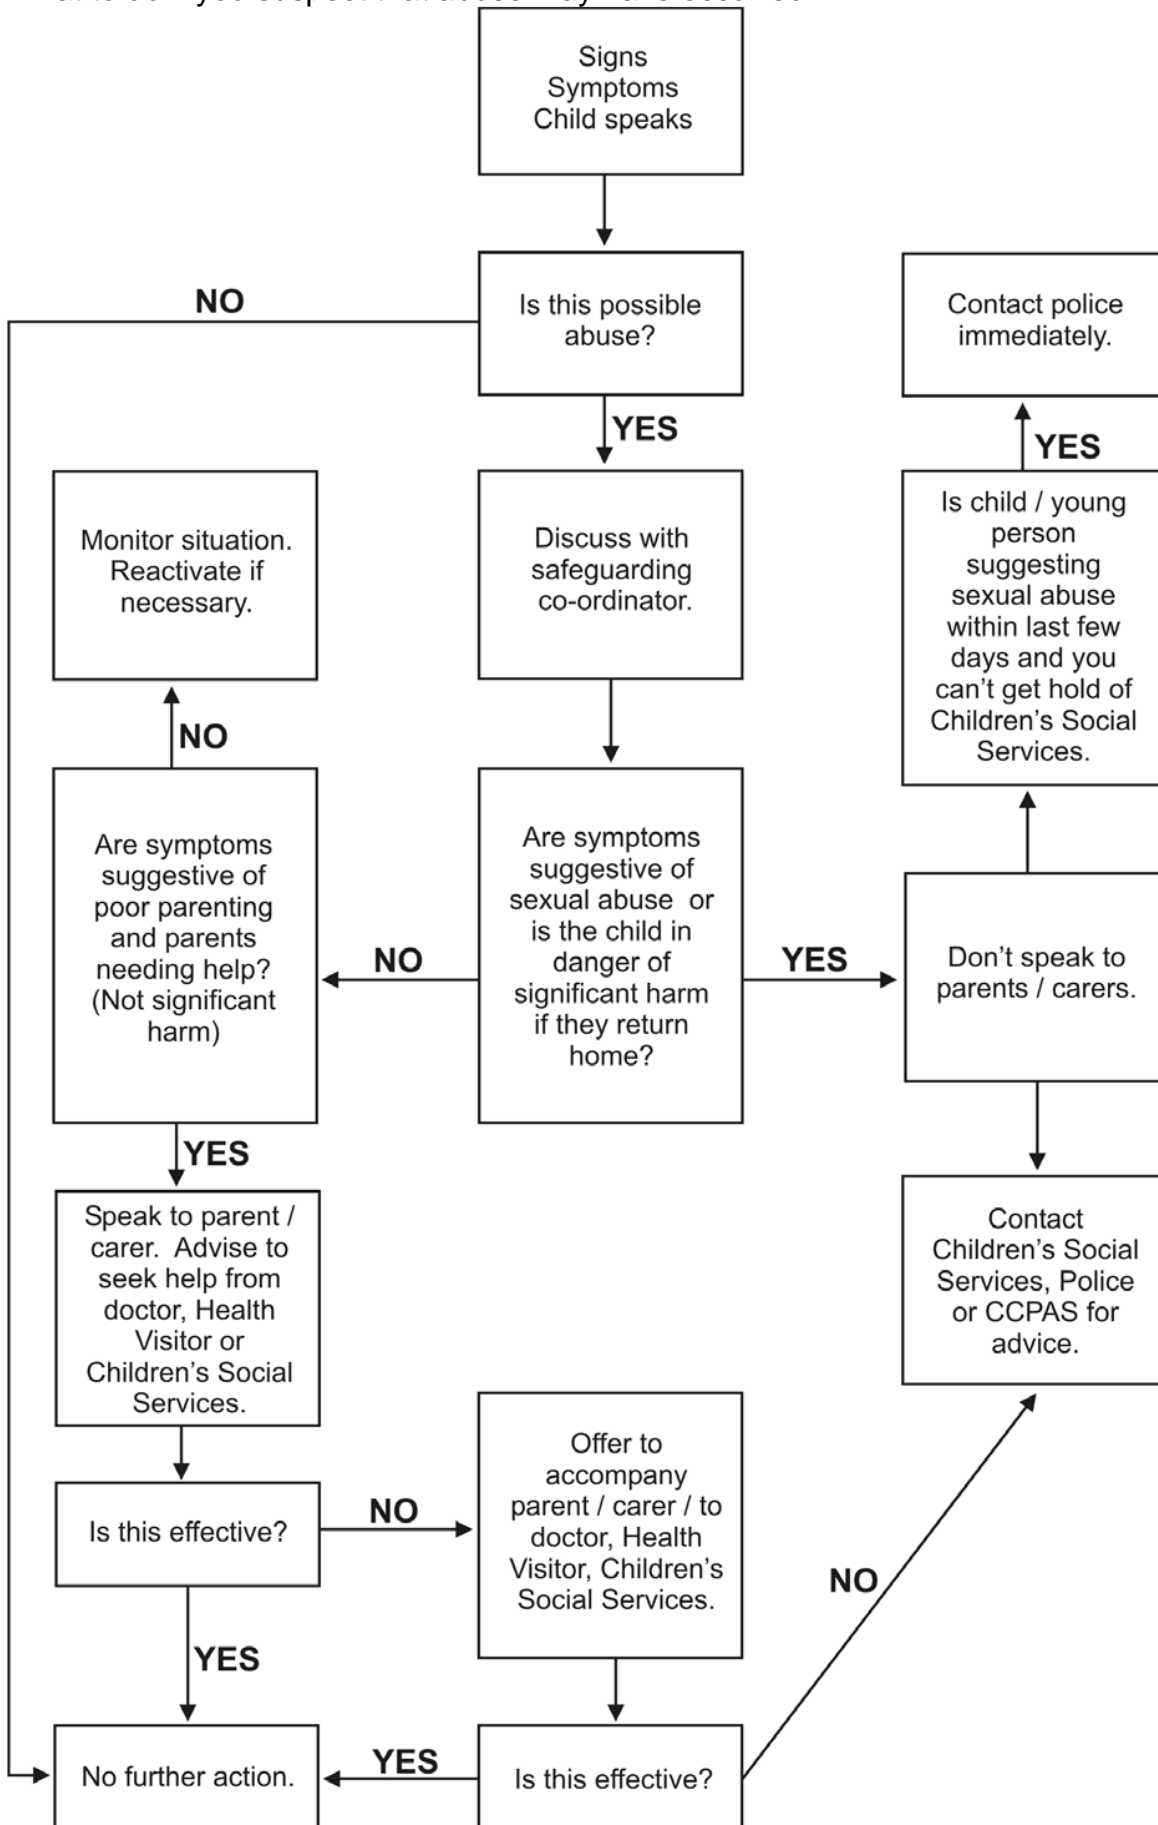 Signs
Symptoms
Child speaks
NO
Is this possible
abuse?
Contact police
immediately.
YES
YES
Monitor situation.
Reactivate if
necessary.
Discuss with
safeguarding
co-ordinator.
Is child / young
person
suggesting
sexual abuse
within last few
days and you
can't get hold of
Children's Social
Services.
NO
Are symptoms
suggestive of
poor parenting
and parents
needing help?
(Not significant
harm)
NO
Are symptoms
suggestive of
sexual abuse or
is the child in
danger of
significant harm
if they return
home?
YES
Don't speak to
parents / carers.
YES
Speak to parent /
carer. Advise to
seek help from
doctor, Health
Visitor or
Children's Social
Services.
Contact
Children's Social
Services, Police
or CCPAS for
advice.
Is this effective?
NO
Offer to
accompany
parent / carer / to
doctor, Health
Visitor, Children's
Social Services.
NO
YES
No further action.
YES
Is this effective?